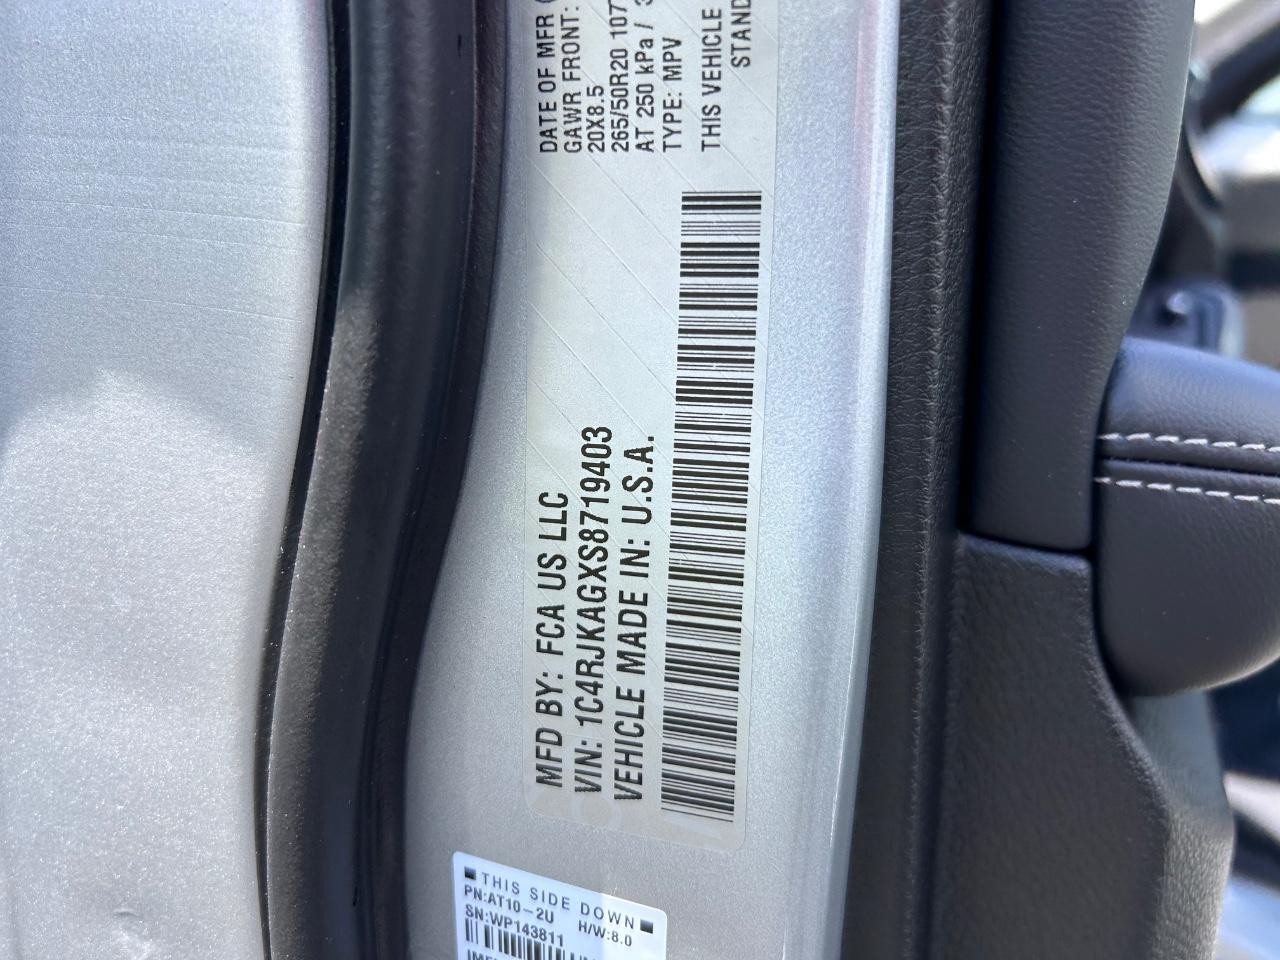 MFD BY: FCA US LLC
VIN: 1C4RJKAGXS8719403
VEHICLE MADE IN: U.S.A.
DATE OF MFR
GAWR FRONT:
20X8.5
265/50R20 107
AT 250 kPa /
TYPE: MPV
THIS VEHICLE
STAND
■ THIS SIDE DOWN ■
PN:AT10-2U H/W:8.0
SN:WP143811